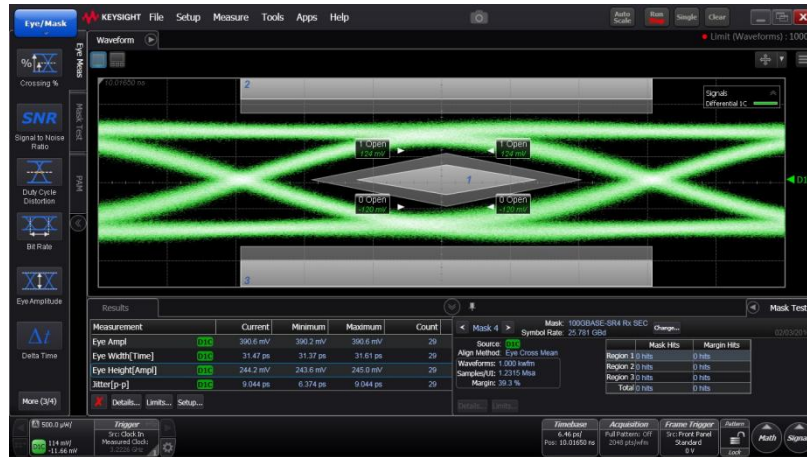 Eye/Mask
KEYSIGHT File Setup Measure Tools Apps Help
Auto Scale
Run Stop
Single
Clear
Waveform
Limit (Waveforms) : 1000
Eye Meas
Mask Test
PAM
%
Crossing %
SNR
Signal to Noise Ratio
Duty Cycle Distortion
Bit Rate
Eye Amplitude
Δt
Delta Time
More (3/4)
10.01650 ns
2
Signals
Differential 1C
1 Open
124 mV
1 Open
124 mV
1
0 Open
-120 mV
0 Open
-120 mV
3
D1
Results
Measurement Current Minimum Maximum Count
Eye Ampl D1C 390.6 mV 390.2 mV 390.6 mV 29
Eye Width[Time] D1C 31.47 ps 31.37 ps 31.61 ps 29
Eye Height[Ampl] D1C 244.2 mV 243.6 mV 245.0 mV 29
Jitter[p-p] D1C 9.044 ps 6.374 ps 9.044 ps 29
Details... Limits... Setup...
Mask Test
< Mask 4 >
Mask: 100GBASE-SR4 Rx SEC
Symbol Rate: 25.781 GBd
Change...
Source: D1C
Align Method: Eye Cross Mean
Waveforms: 1.000 kwfm
Samples/UI: 1.2315 Msa
Margin: 39.3 %
Details... Limits...
Mask Hits Margin Hits
Region 1 0 hits 0 hits
Region 2 0 hits 0 hits
Region 3 0 hits 0 hits
Total 0 hits 0 hits
500.0 µW/
D1C 114 mV/
-11.66 mV
Trigger
Src: Clock In
Measured Clock:
3.2226 GHz
Timebase
6.46 ps/
Pos: 10.01650 ns
Acquisition
Full Pattern: Off
2048 pts/wfm
Frame Trigger
Src: Front Panel
Standard
0 V
Pattern
Lock
Math